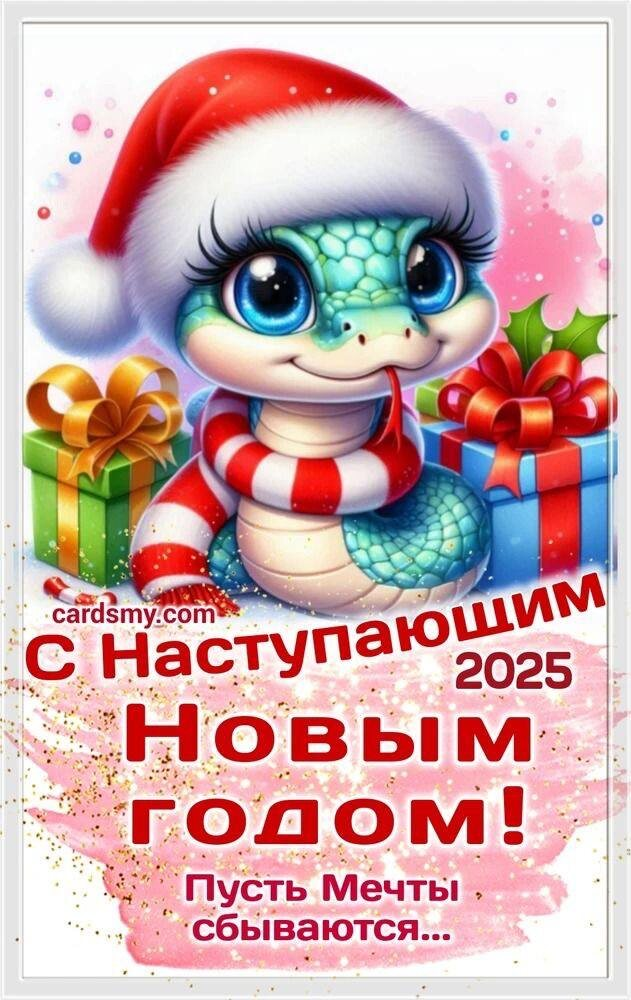 cardsmy.com
С Наступающим
2025
Новым
годом!
Пусть Мечты
сбываются...